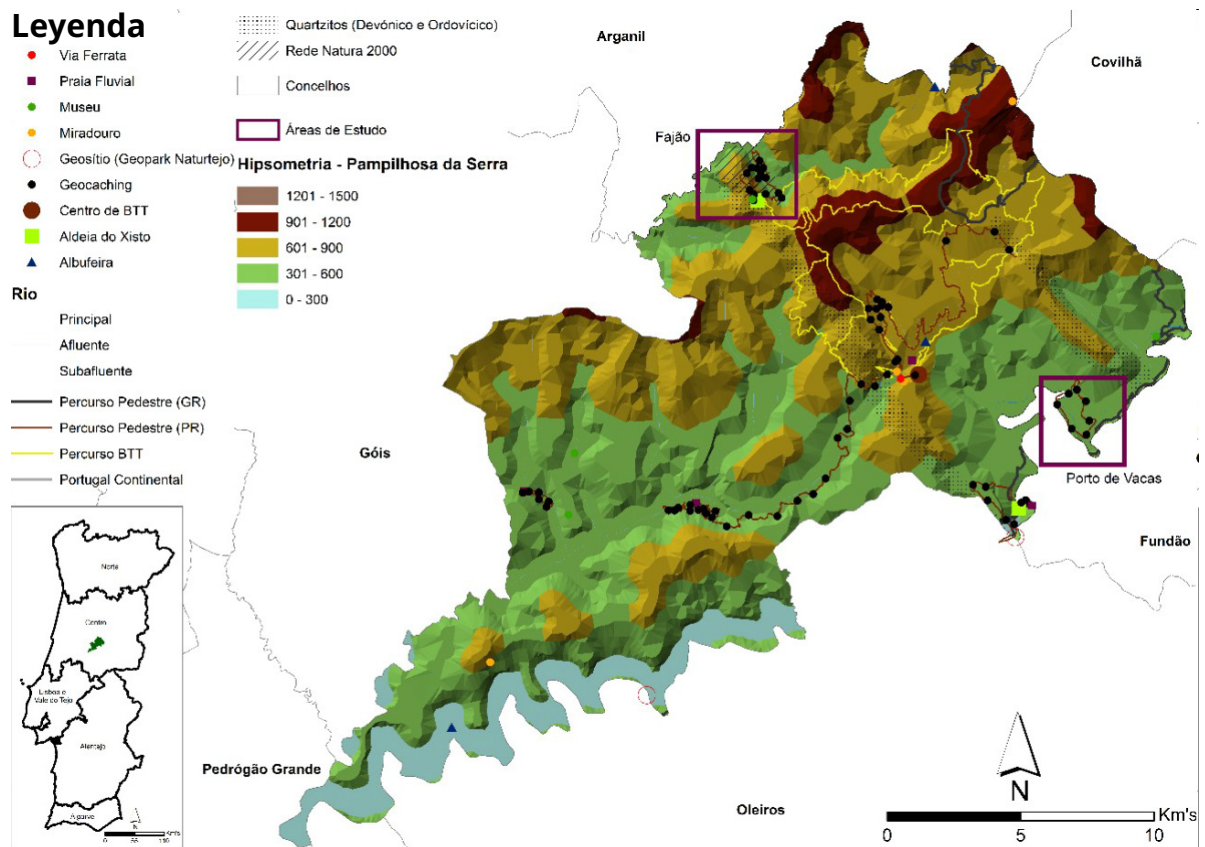 Leyenda
Via Ferrata
Praia Fluvial
Museu
Miradouro
Geosítio (Geopark Naturtejo)
Geocaching
Centro de BTT
Aldeia do Xisto
Albufeira
Rio
Principal
Afluente
Subafluente
Percurso Pedestre (GR)
Percurso Pedestre (PR)
Percurso BTT
Portugal Continental
Quartzitos (Devónico e Ordovícico)
Rede Natura 2000
Concelhos
Áreas de Estudo
Hipsometria - Pampilhosa da Serra
1201 - 1500
901 - 1200
601 - 900
301 - 600
0 - 300
Arganil
Covilhã
Fajão
Góis
Porto de Vacas
Fundão
Pedrógão Grande
Oleiros
N
Km's
0 5 10
Norte
Centro
Lisboa e
Vale do Tejo
Alentejo
Algarve
Km's
0